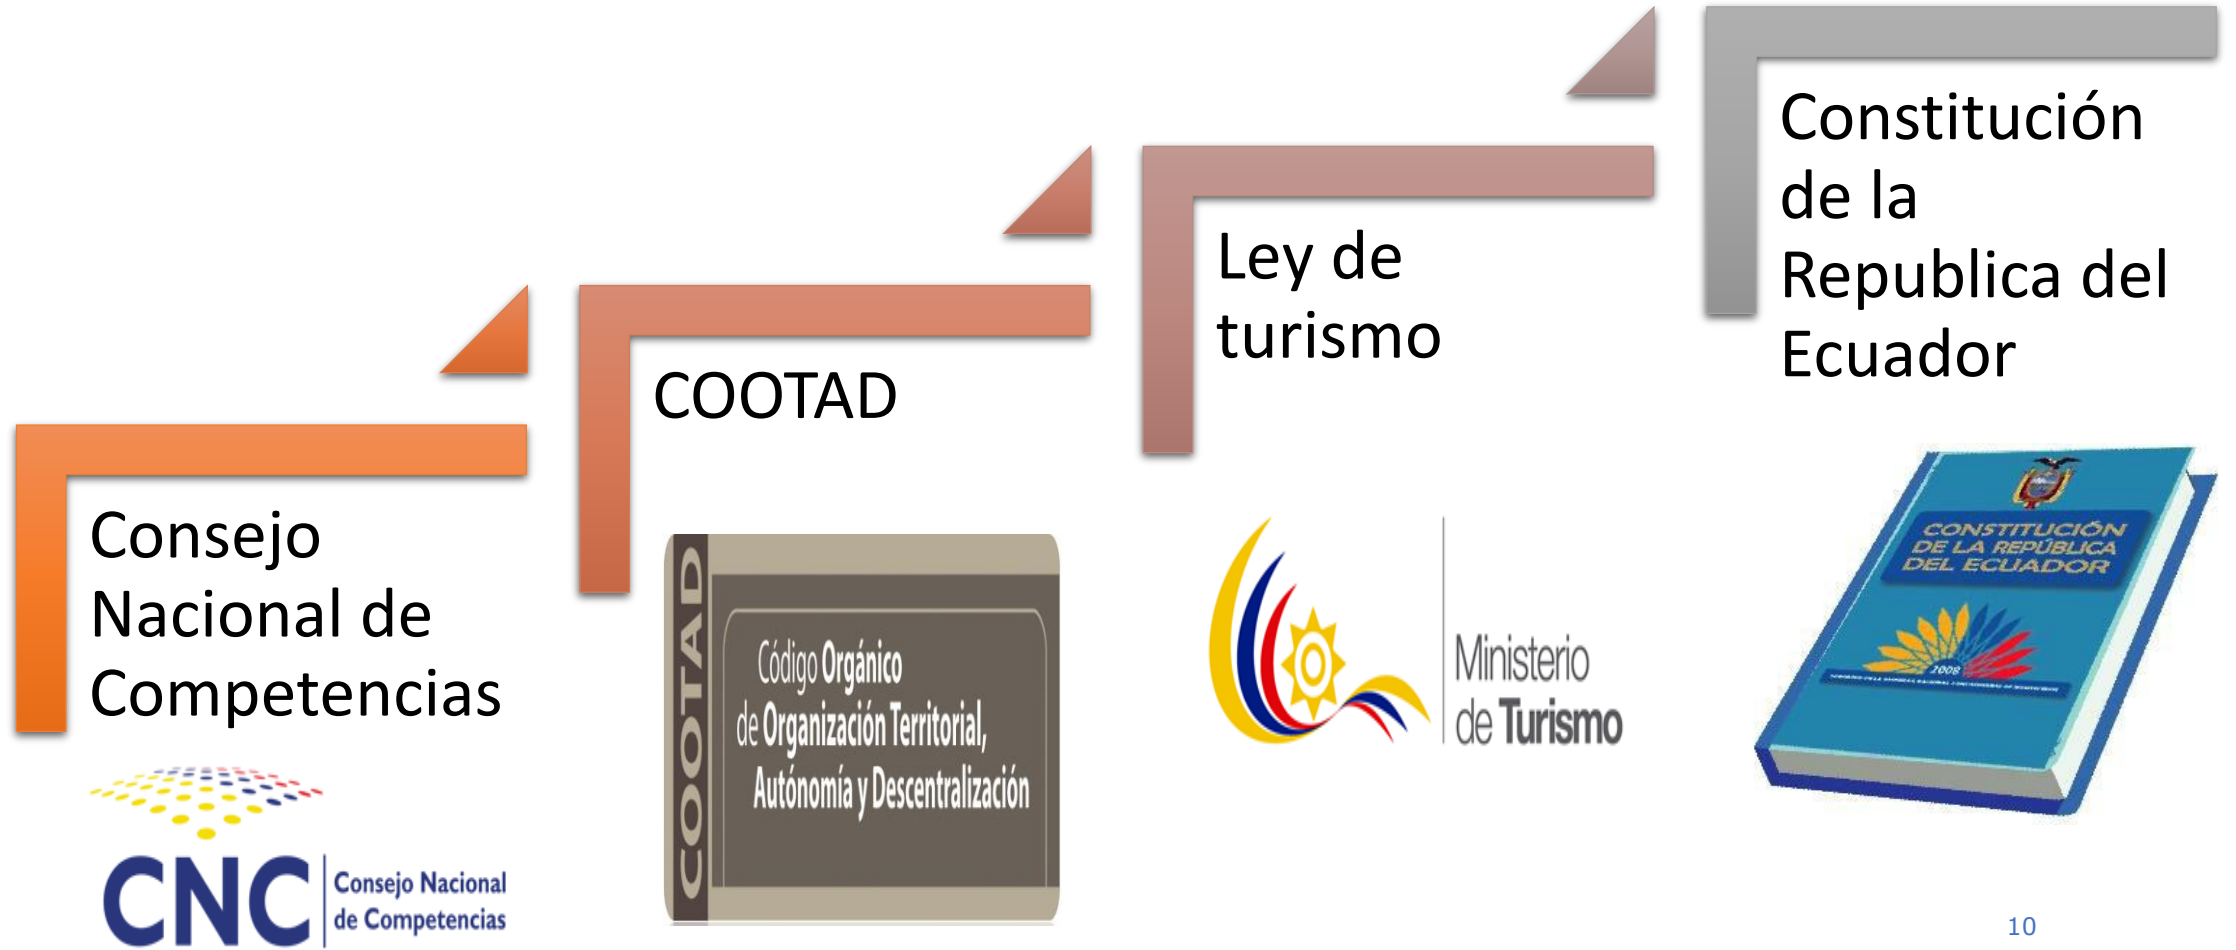 Consejo
Nacional de
Competencias
CNC
Consejo Nacional
de Competencias
COOTAD
COOTAD
Código Orgánico
de Organización Territorial,
Autónomía y Descentralización
Ley de
turismo
Ministerio
de Turismo
Constitución
de la
Republica del
Ecuador
CONSTITUCIÓN
DE LA REPÚBLICA
DEL ECUADOR
2008
10